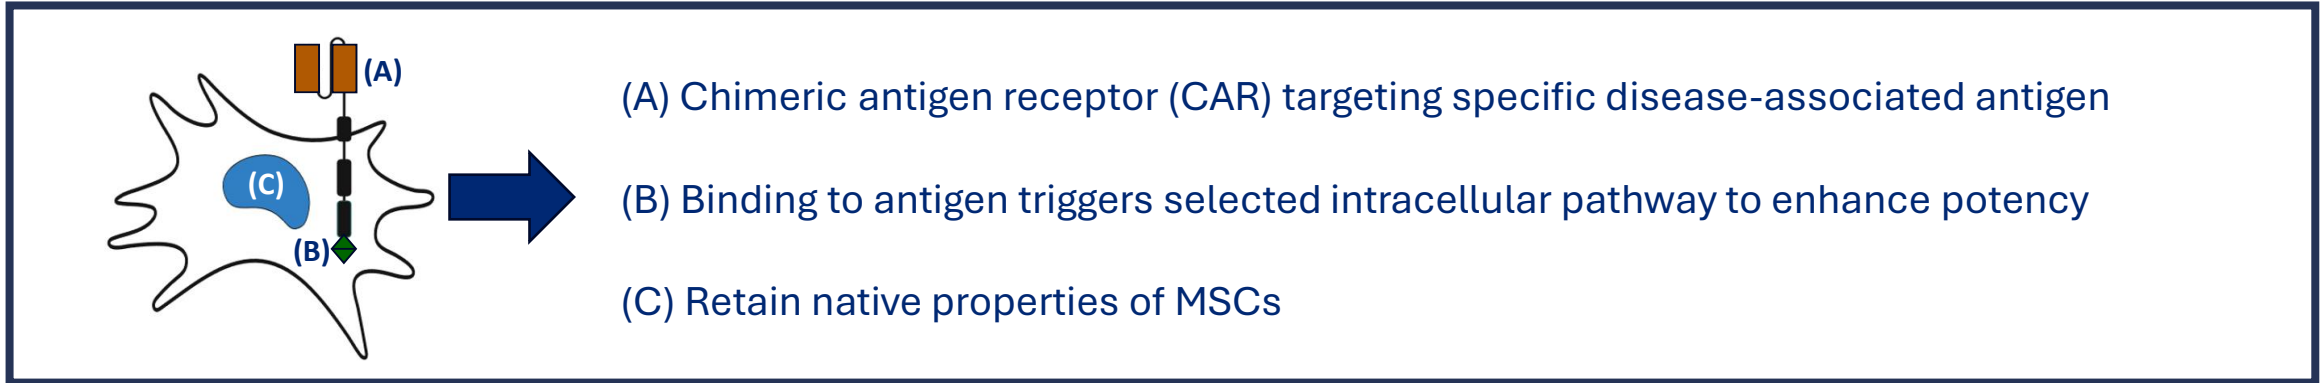 (A)
(A) Chimeric antigen receptor (CAR) targeting specific disease-associated antigen
(C)
(B) Binding to antigen triggers selected intracellular pathway to enhance potency
(B)
(C) Retain native properties of MSCs